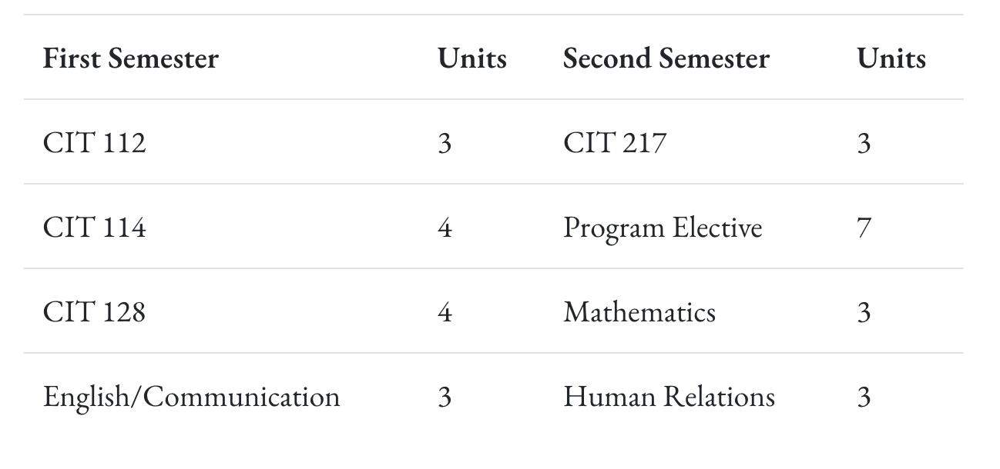 First Semester Units Second Semester Units
CIT 112 3 CIT 217 3
CIT 114 4 Program Elective 7
CIT 128 4 Mathematics 3
English/Communication 3 Human Relations 3